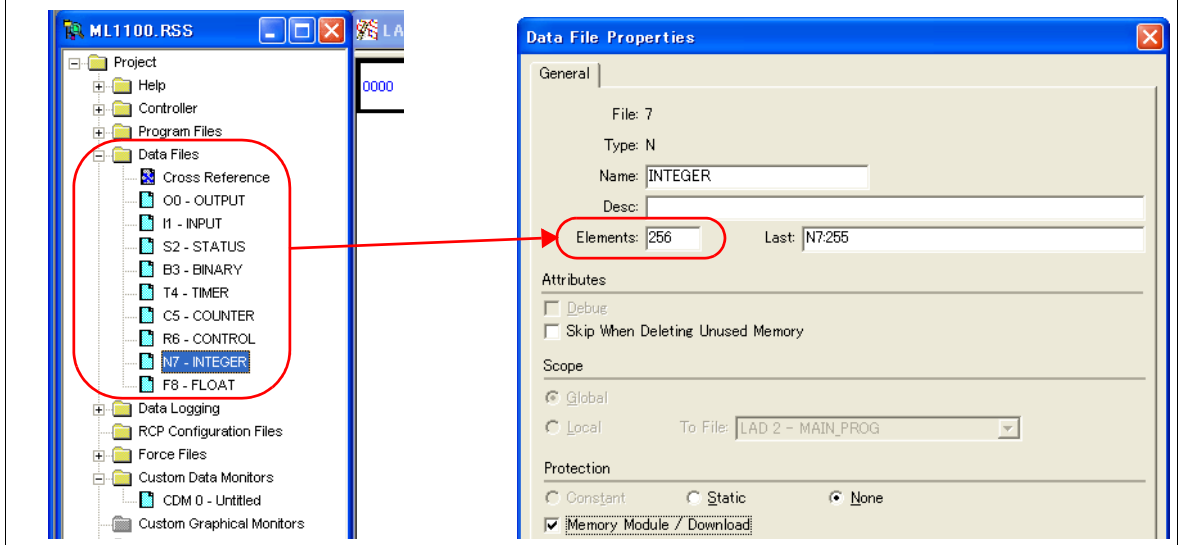 ML1100.RSS
LA
0000
Project
Help
Controller
Program Files
Data Files
Cross Reference
O0 - OUTPUT
I1 - INPUT
S2 - STATUS
B3 - BINARY
T4 - TIMER
C5 - COUNTER
R6 - CONTROL
N7 - INTEGER
F8 - FLOAT
Data Logging
RCP Configuration Files
Force Files
Custom Data Monitors
CDM 0 - Untitled
Custom Graphical Monitors
Data File Properties
General
File: 7
Type: N
Name: INTEGER
Desc:
Elements: 256 Last: N7:255
Attributes
Debug
Skip When Deleting Unused Memory
Scope
Global
Local To File: LAD 2 - MAIN_PROG
Protection
Constant Static None
Memory Module / Download